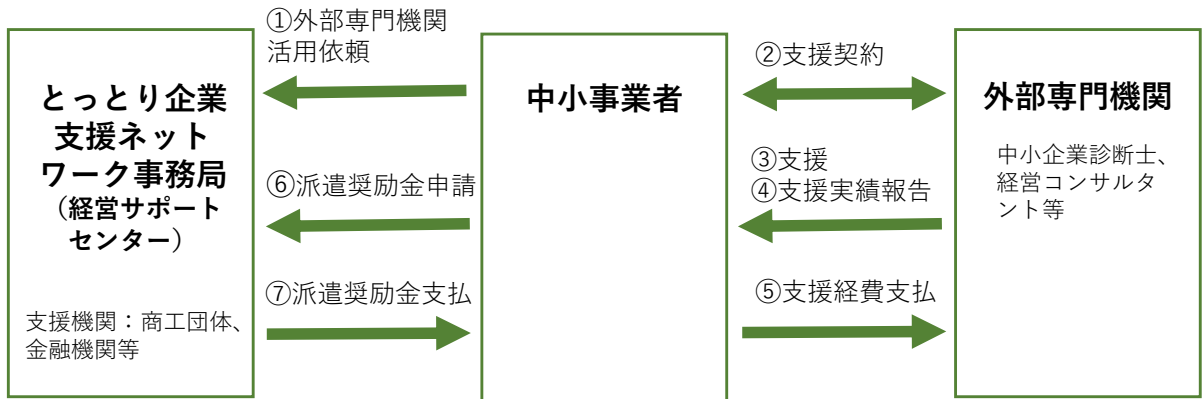 とっとり企業
支援ネット
ワーク事務局
（経営サポート
センター）
支援機関：商工団体、
金融機関等
①外部専門機関
活用依頼
⑥派遣奨励金申請
⑦派遣奨励金支払
中小事業者
②支援契約
③支援
④支援実績報告
⑤支援経費支払
外部専門機関
中小企業診断士、
経営コンサルタ
ント等